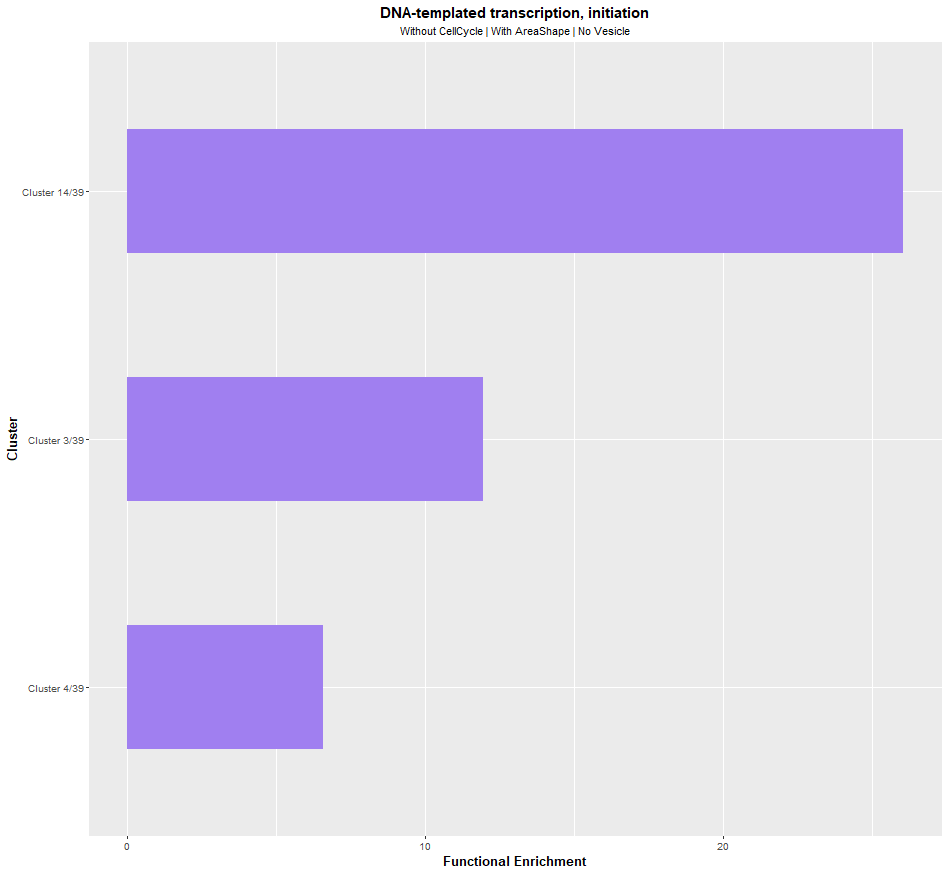 DNA-templated transcription, initiation
Without CellCycle | With AreaShape | No Vesicle
Cluster 14/39
Cluster 3/39
Cluster 4/39
Cluster
0 10 20
Functional Enrichment